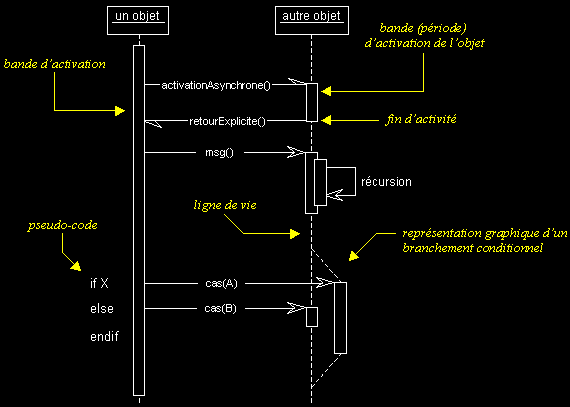 un objet
autre objet
bande (période)
d'activation de l'objet
bande d'activation
activationAsynchrone()
retourExplicite()
fin d'activité
msg()
récursion
ligne de vie
pseudo-code
représentation graphique d'un
branchement conditionnel
if X
cas(A)
else
cas(B)
endif